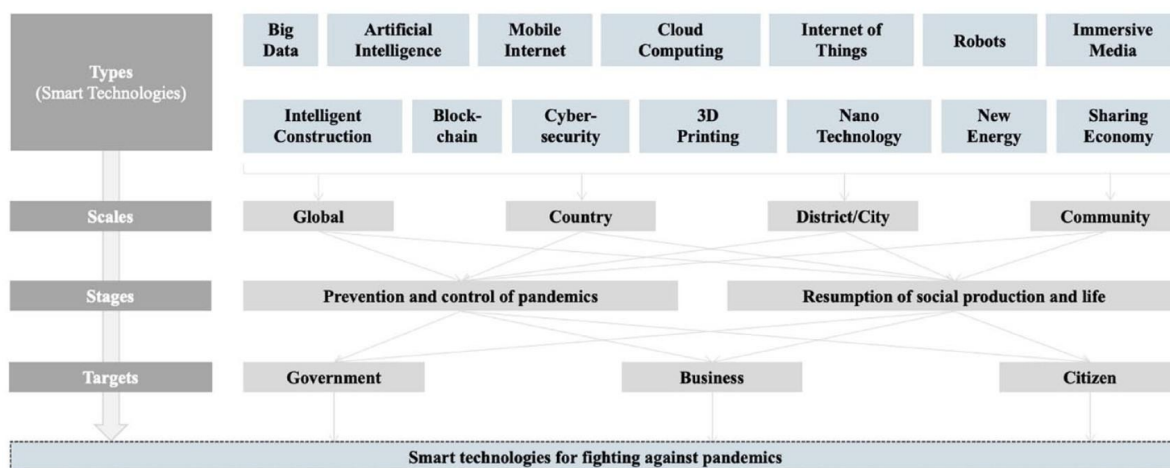 Types
(Smart Technologies)
Big
Data
Artificial
Intelligence
Mobile
Internet
Cloud
Computing
Internet of
Things
Robots
Immersive
Media
Intelligent
Construction
Block-
chain
Cyber-
security
3D
Printing
Nano
Technology
New
Energy
Sharing
Economy
Scales
Global
Country
District/City
Community
Stages
Prevention and control of pandemics
Resumption of social production and life
Targets
Government
Business
Citizen
Smart technologies for fighting against pandemics